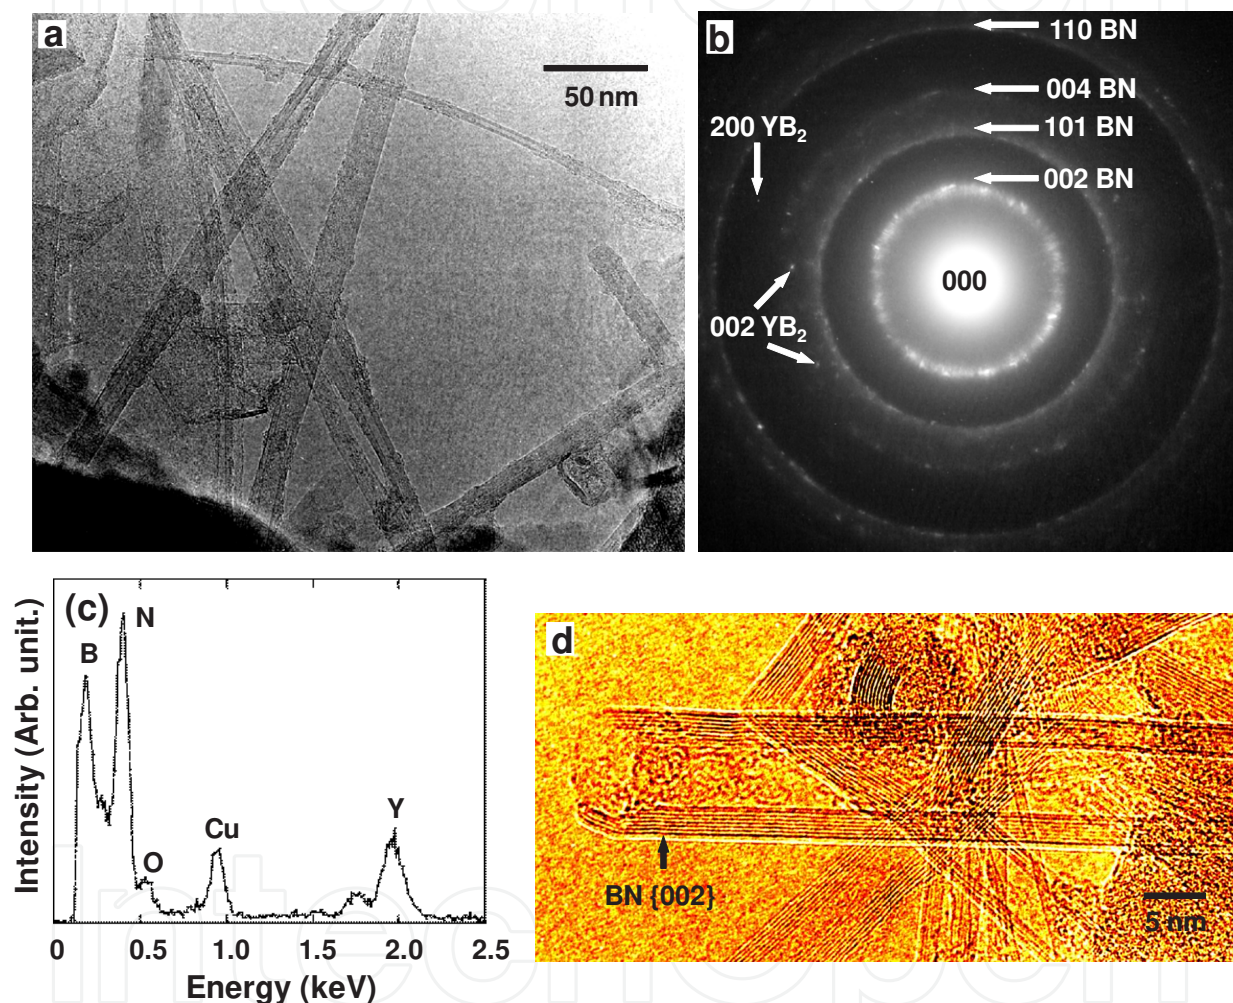 a
50 nm
b
110 BN
004 BN
101 BN
002 BN
200 YB₂
000
002 YB₂
(c)
N
B
O
Cu
Y
Intensity (Arb. unit.)
0 0.5 1.0 1.5 2.0 2.5
Energy (keV)
d
BN {002}
5 nm